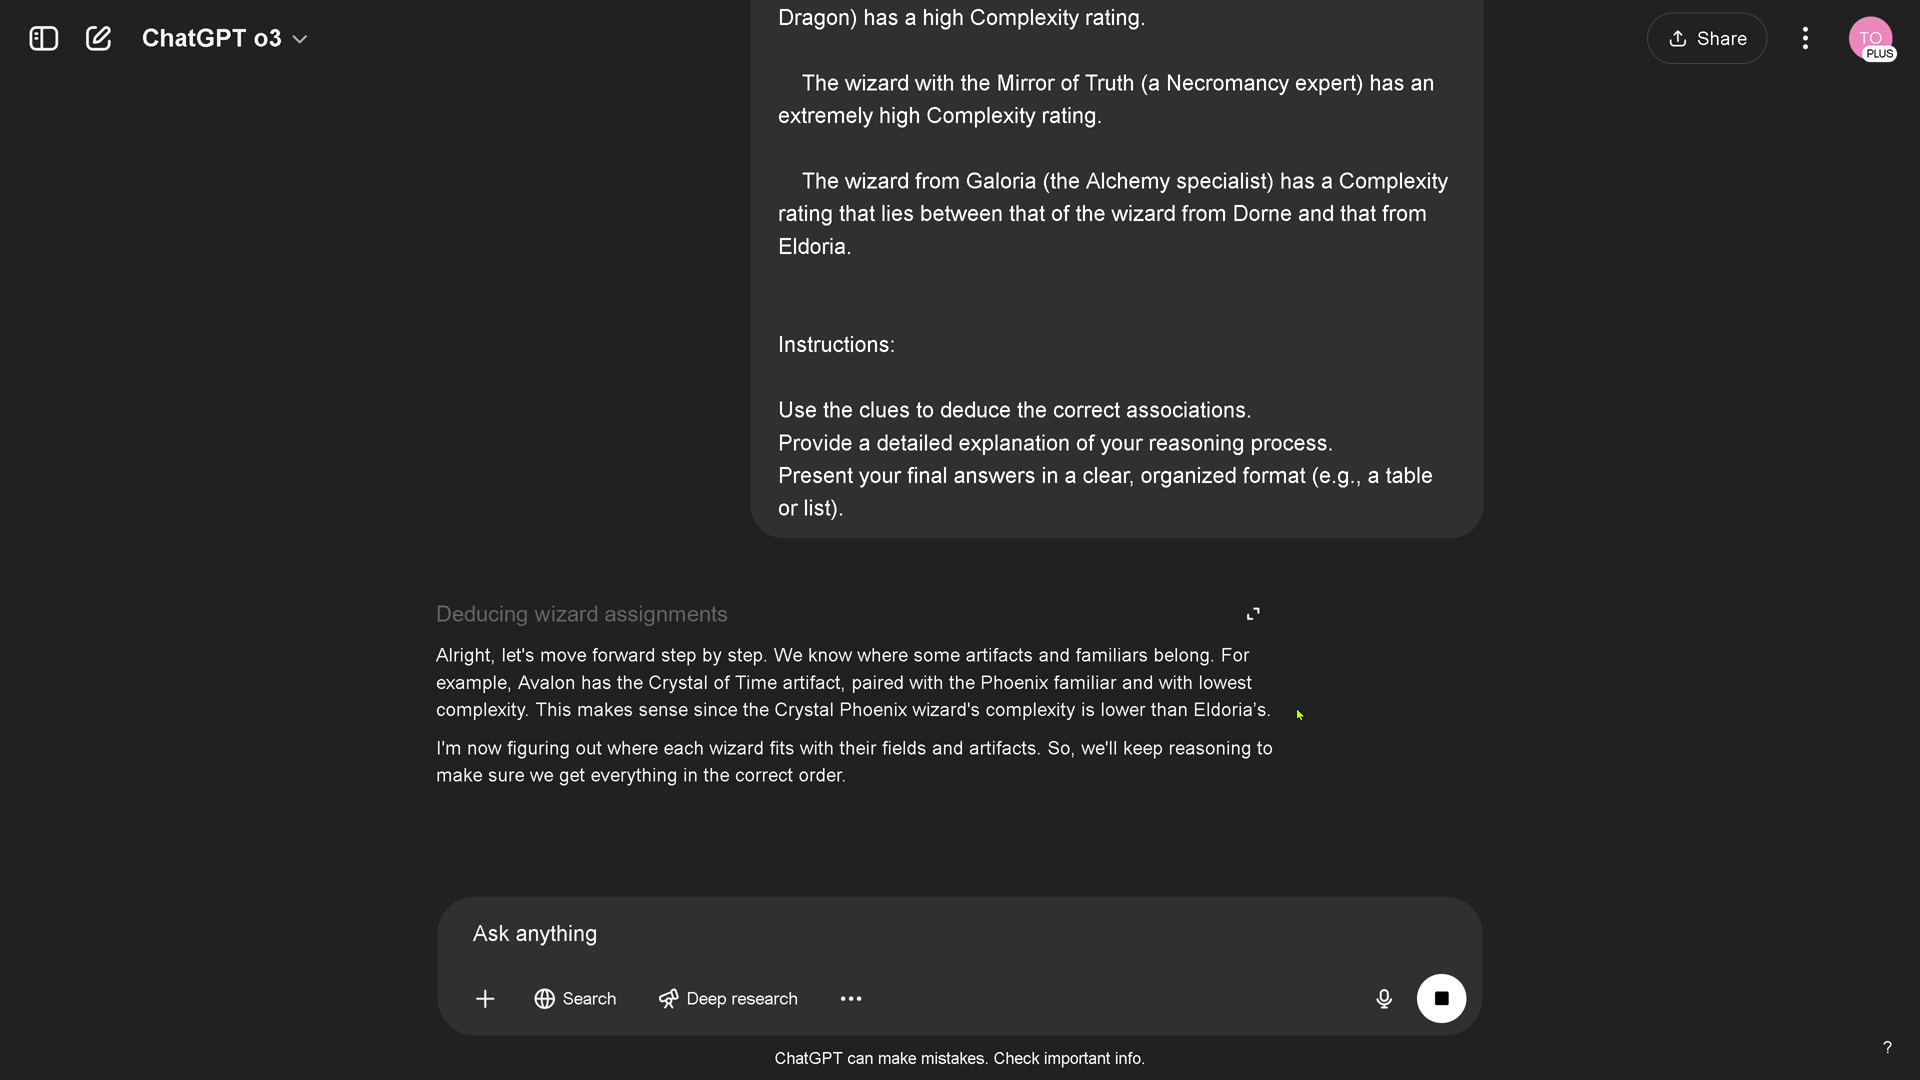 ChatGPT o3
Share
TO
PLUS
Dragon) has a high Complexity rating.
The wizard with the Mirror of Truth (a Necromancy expert) has an
extremely high Complexity rating.
The wizard from Galoria (the Alchemy specialist) has a Complexity
rating that lies between that of the wizard from Dorne and that from
Eldoria.
Instructions:
Use the clues to deduce the correct associations.
Provide a detailed explanation of your reasoning process.
Present your final answers in a clear, organized format (e.g., a table
or list).
Deducing wizard assignments
Alright, let's move forward step by step. We know where some artifacts and familiars belong. For
example, Avalon has the Crystal of Time artifact, paired with the Phoenix familiar and with lowest
complexity. This makes sense since the Crystal Phoenix wizard's complexity is lower than Eldoria’s.
I'm now figuring out where each wizard fits with their fields and artifacts. So, we'll keep reasoning to
make sure we get everything in the correct order.
Ask anything
Search
Deep research
ChatGPT can make mistakes. Check important info.
?